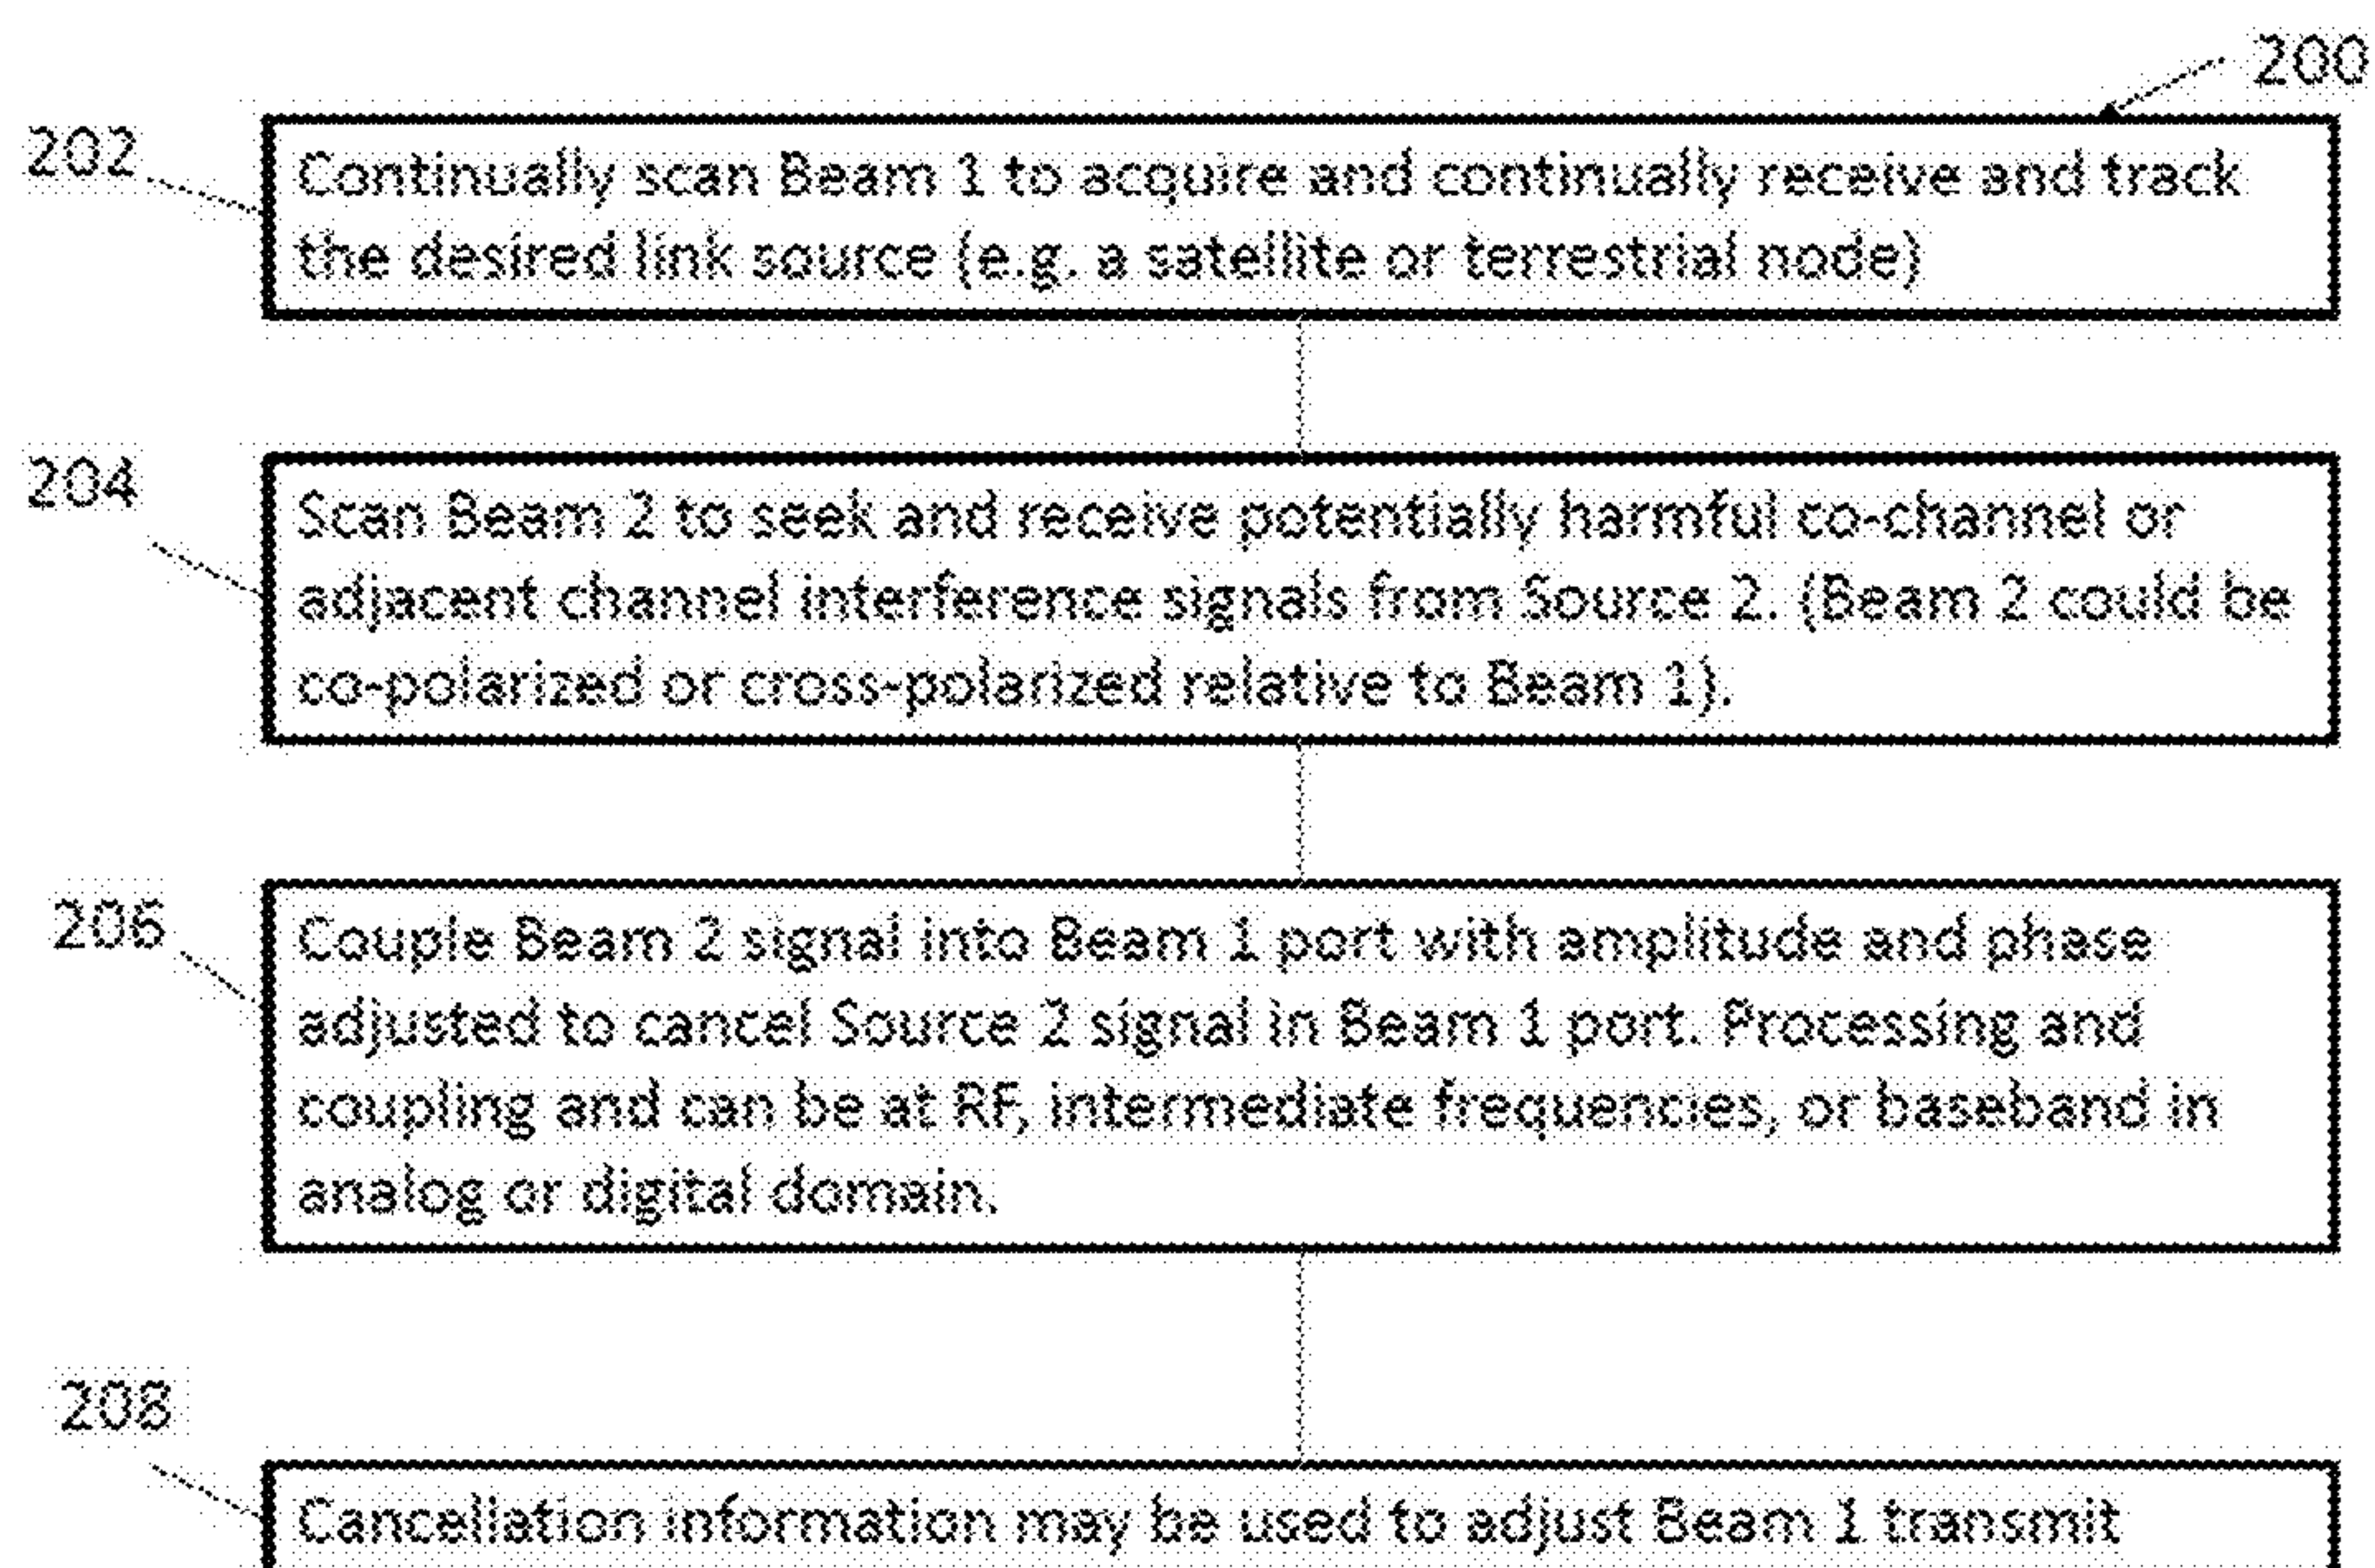 200
202
Continually scan Beam 1 to acquire and continually receive and track
the desired link source (e.g. a satellite or terrestrial node)
204
Scan Beam 2 to seek and receive potentially harmful co-channel or
adjacent channel interference signals from Source 2. (Beam 2 could be
co-polarized or cross-polarized relative to Beam 1).
206
Couple Beam 2 signal into Beam 1 port with amplitude and phase
adjusted to cancel Source 2 signal in Beam 1 port. Processing and
coupling and can be at RF, intermediate frequencies, or baseband in
analog or digital domain.
208
Cancellation information may be used to adjust Beam 1 transmit